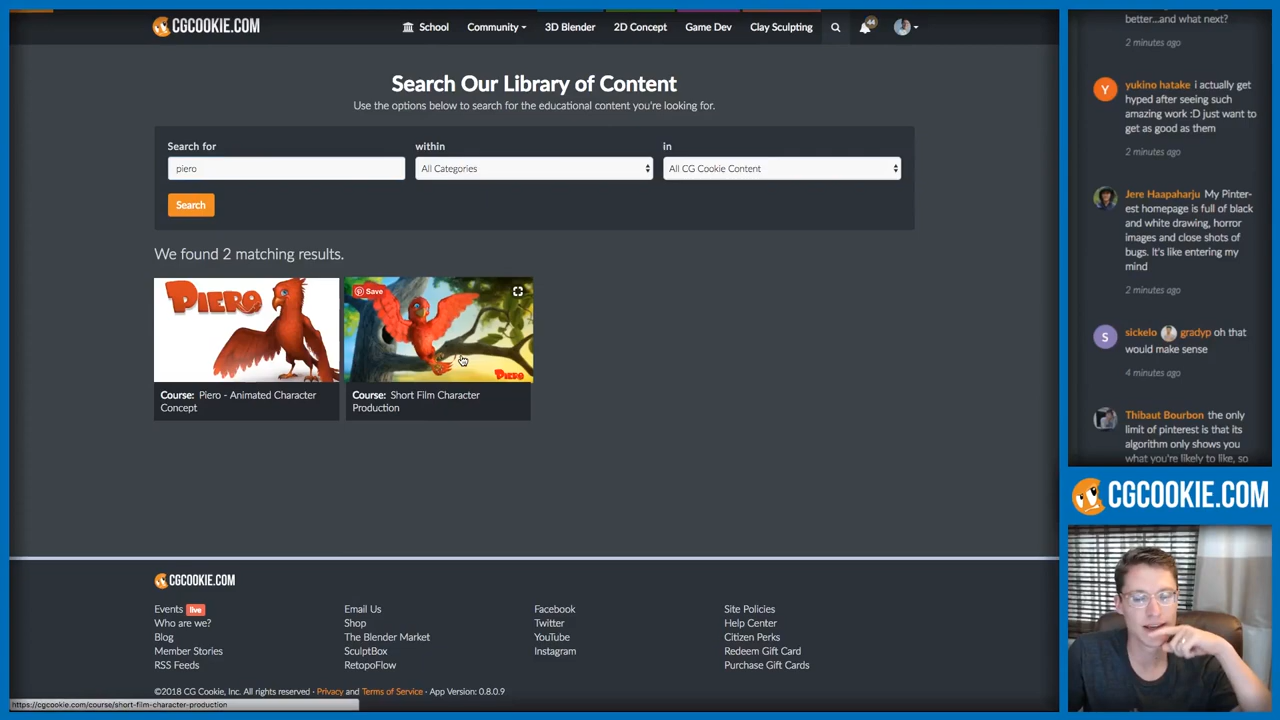 CGCOOKIE.COM
School
Community
3D Blender
2D Concept
Game Dev
Clay Sculpting
44
Search Our Library of Content
Use the options below to search for the educational content you're looking for.
Search for
within
in
piero
All Categories
All CG Cookie Content
Search
We found 2 matching results.
PIERO
Save
PIERO
Course: Piero - Animated Character
Concept
Course: Short Film Character
Production
CGCOOKIE.COM
Events live
Who are we?
Blog
Member Stories
RSS Feeds
Email Us
Shop
The Blender Market
SculptBox
RetopoFlow
Facebook
Twitter
YouTube
Instagram
Site Policies
Help Center
Citizen Perks
Redeem Gift Card
Purchase Gift Cards
©2018 CG Cookie, Inc. All rights reserved · Privacy and Terms of Service · App Version: 0.8.0.9
https://cgcookie.com/course/short-film-character-production
better...and what next?
2 minutes ago
Y
yukino hatake i actually get
hyped after seeing such
amazing work :D just want to
get as good as them
2 minutes ago
Jere Haapaharju My Pinter-
est homepage is full of black
and white drawing, horror
images and close shots of
bugs. It's like entering my
mind
2 minutes ago
S
sickelo gradyp oh that
would make sense
4 minutes ago
Thibaut Bourbon the only
limit of pinterest is that its
algorithm only shows you
what you're likely to like, so
CGCOOKIE.COM